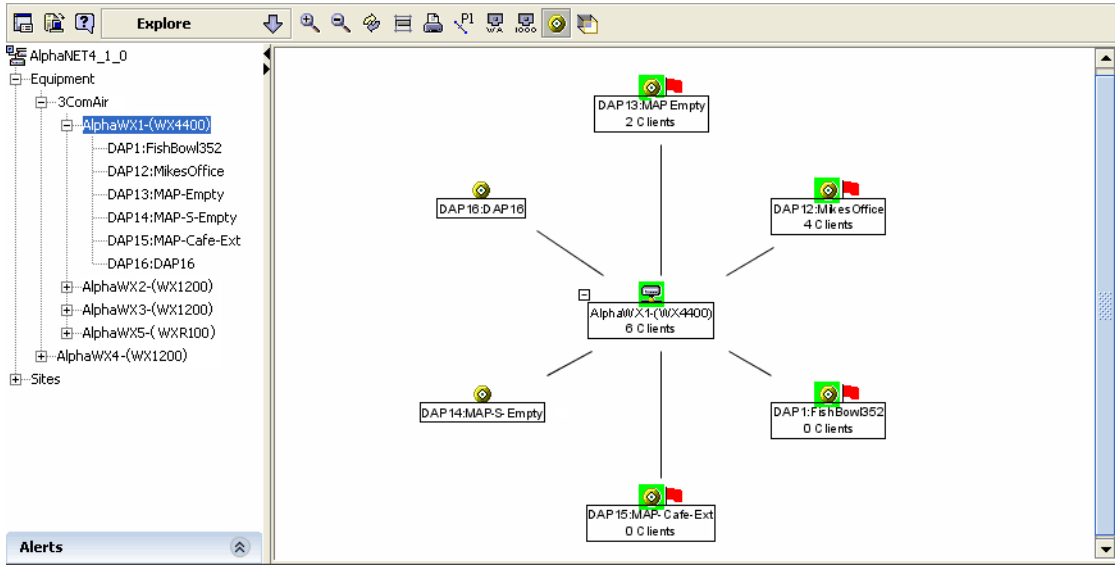 Explore
P1
WA
1000
AlphaNET4_1_0
Equipment
3ComAir
AlphaWX1-(WX4400)
DAP1:FishBowl352
DAP12:MikesOffice
DAP13:MAP-Empty
DAP14:MAP-S-Empty
DAP15:MAP-Cafe-Ext
DAP16:DAP16
AlphaWX2-(WX1200)
AlphaWX3-(WX1200)
AlphaWX5-( WXR100)
AlphaWX4-(WX1200)
Sites
Alerts
DAP13:MAP Empty
2 Clients
DAP16:DAP16
DAP12:MikesOffice
4 Clients
AlphaWX1-(WX4400)
6 Clients
DAP14:MAP-S-Empty
DAP1:FishBowl352
0 Clients
DAP15:MAP-Cafe-Ext
0 Clients